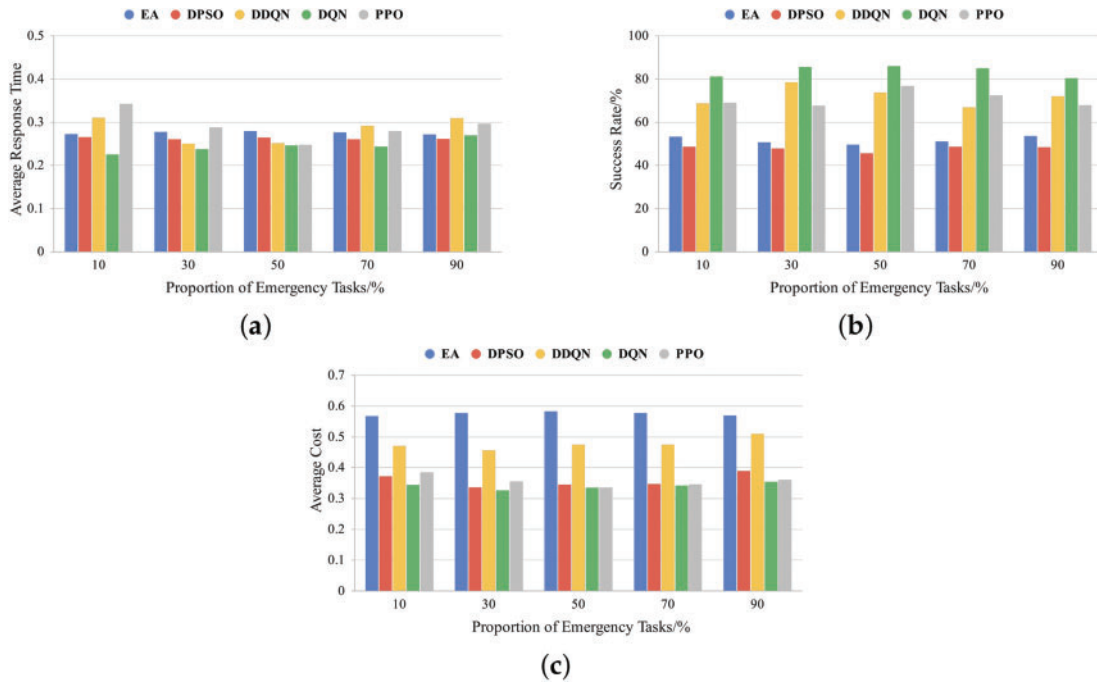 EA DPSO DDQN DQN PPO
0.5
0.4
0.3
0.2
0.1
0
Average Response Time
10 30 50 70 90
Proportion of Emergency Tasks/%
(a)
EA DPSO DDQN DQN PPO
100
80
60
40
20
0
Success Rate/%
10 30 50 70 90
Proportion of Emergency Tasks/%
(b)
EA DPSO DDQN DQN PPO
0.7
0.6
0.5
0.4
0.3
0.2
0.1
0
Average Cost
10 30 50 70 90
Proportion of Emergency Tasks/%
(c)